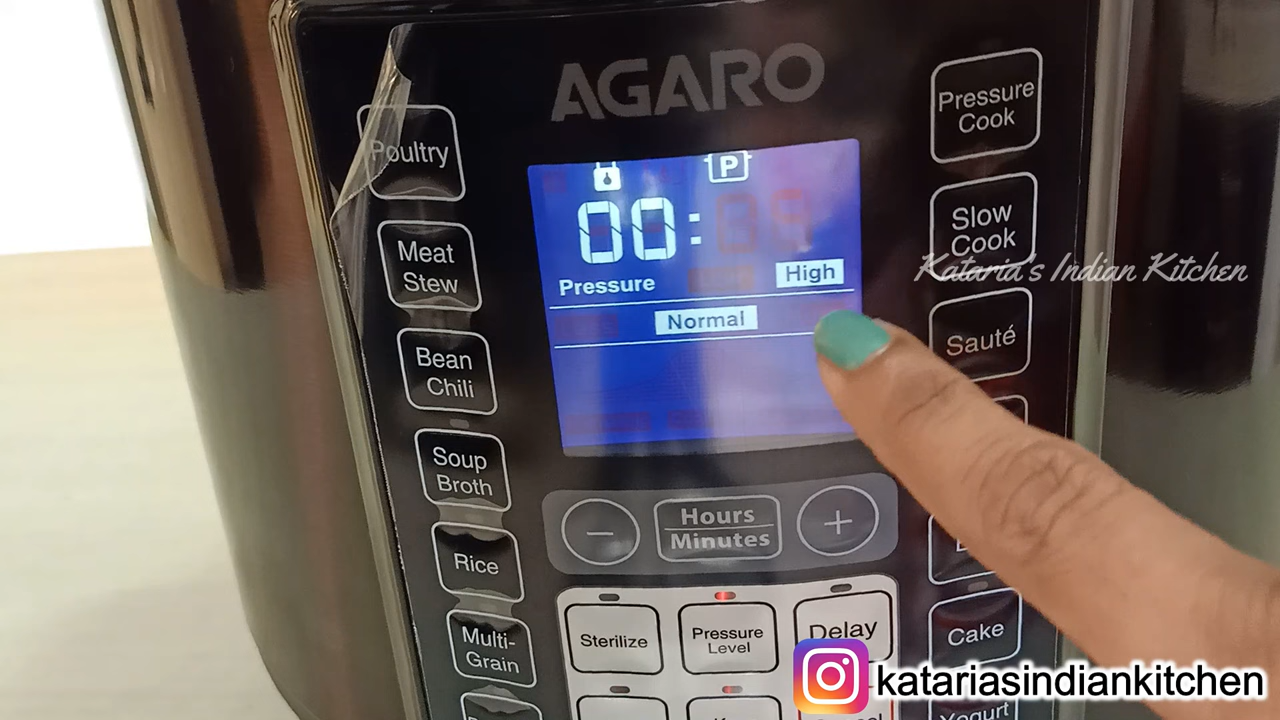 AGARO
Poultry
Meat
Stew
Bean
Chili
Soup
Broth
Rice
Multi-
Grain
P
00:
Pressure
High
Normal
−
Hours
Minutes
+
Sterilize
Pressure
Level
Delay
Pressure
Cook
Slow
Cook
Sauté
Cake
Yogurt
Kataria's Indian Kitchen
katariasindiankitchen